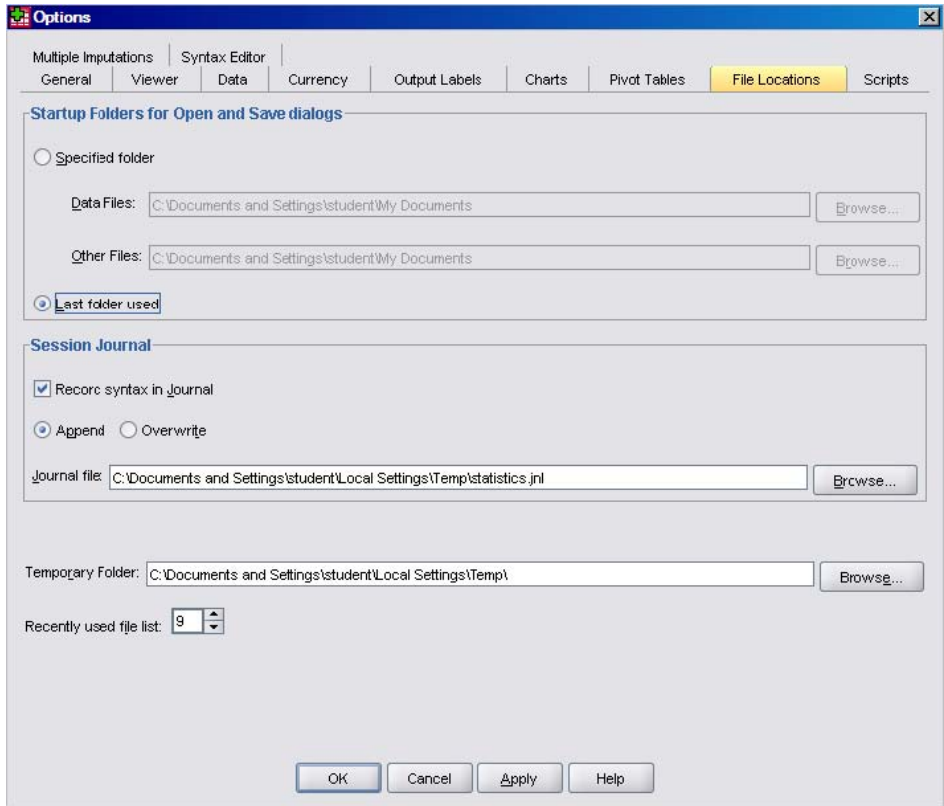 Options
Multiple Imputations Syntax Editor
General Viewer Data Currency Output Labels Charts Pivot Tables File Locations Scripts
Startup Folders for Open and Save dialogs
Specified folder
Data Files: C:\Documents and Settings\student\My Documents Browse...
Other Files: C:\Documents and Settings\student\My Documents Browse...
Last folder used
Session Journal
Record syntax in Journal
Append Overwrite
Journal file: C:\Documents and Settings\student\Local Settings\Temp\statistics.jnl Browse...
Temporary Folder: C:\Documents and Settings\student\Local Settings\Temp\ Browse...
Recently used file list: 9
OK Cancel Apply Help